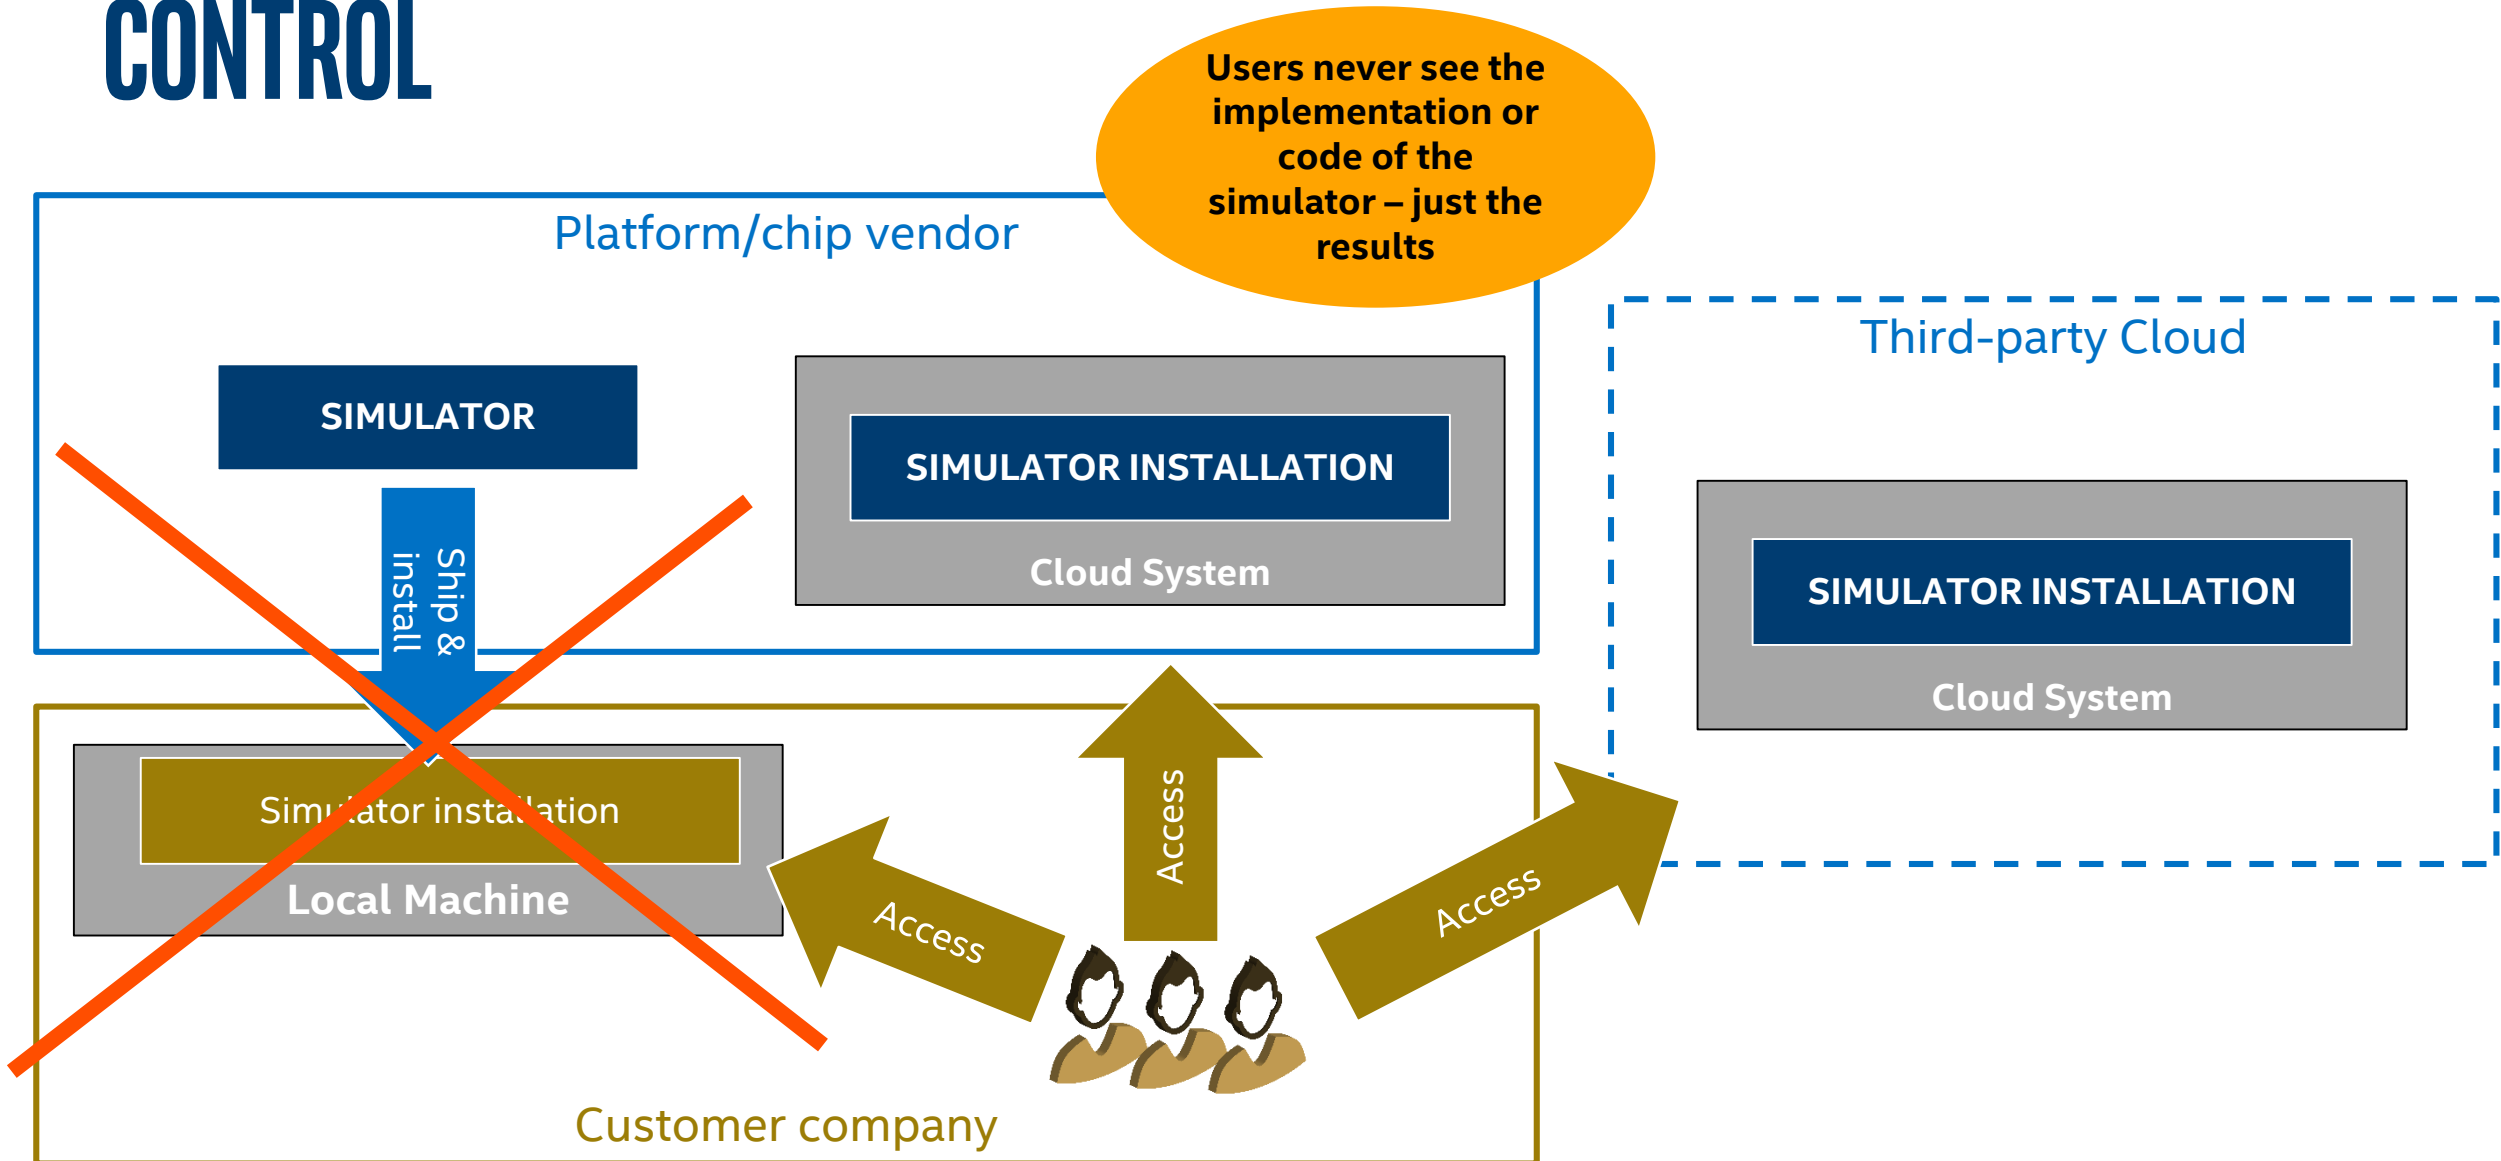 CONTROL
Users never see the
implementation or
code of the
simulator – just the
results
Platform/chip vendor
Third-party Cloud
SIMULATOR
SIMULATOR INSTALLATION
Cloud System
Ship &
install
SIMULATOR INSTALLATION
Cloud System
Simulator installation
Local Machine
Access
Access
Access
Customer company